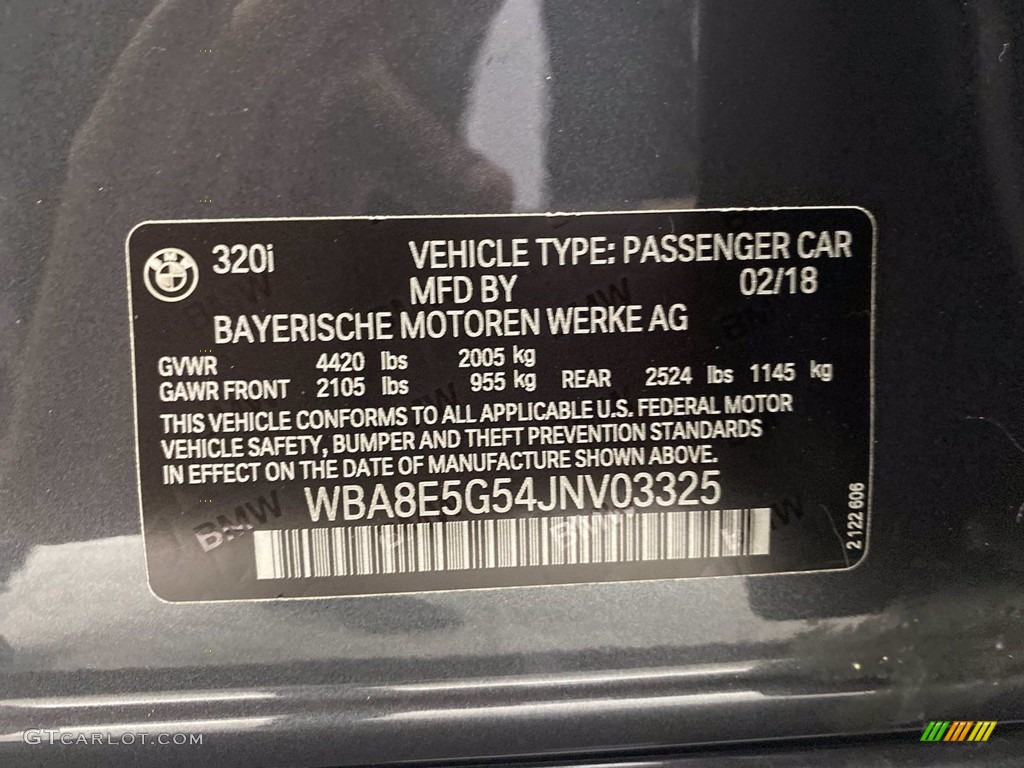 320i VEHICLE TYPE: PASSENGER CAR
MFD BY 02/18
BAYERISCHE MOTOREN WERKE AG
GVWR 4420 lbs 2005 kg
GAWR FRONT 2105 lbs 955 kg REAR 2524 lbs 1145 kg
THIS VEHICLE CONFORMS TO ALL APPLICABLE U.S. FEDERAL MOTOR
VEHICLE SAFETY, BUMPER AND THEFT PREVENTION STANDARDS
IN EFFECT ON THE DATE OF MANUFACTURE SHOWN ABOVE.
WBA8E5G54JNV03325
2 122 606
BMW
GTCARLOT.COM